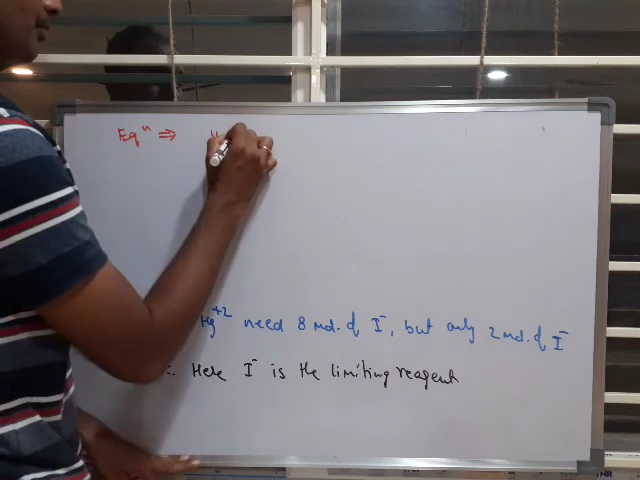 Eqⁿ ⇒
Hg⁺² need 8 mol. of I⁻, but only 2 mol. of I⁻
Here I⁻ is the limiting reagent